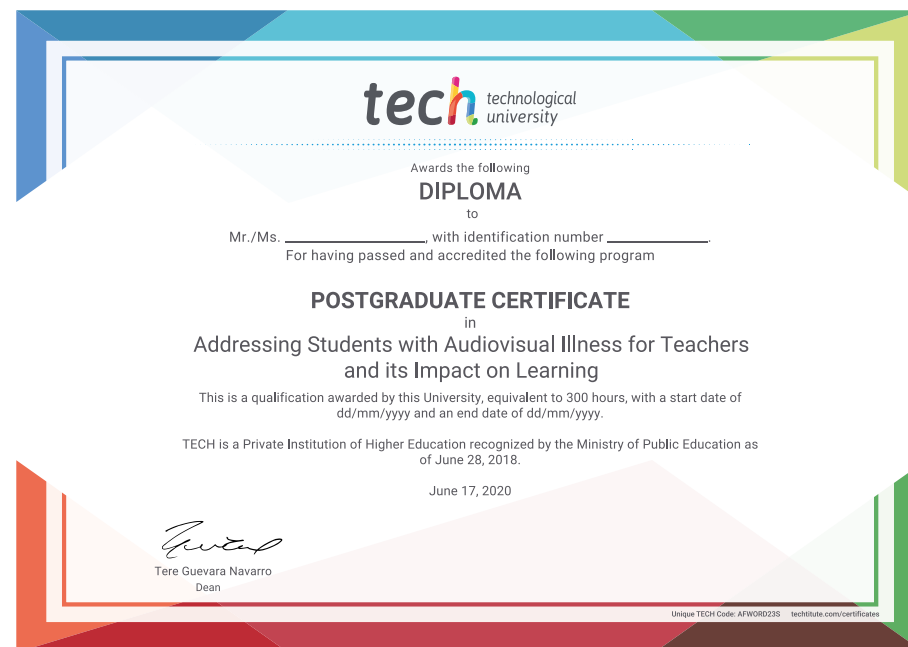 tech technological
university
Awards the following
DIPLOMA
to
Mr./Ms. ____________, with identification number ____________.
For having passed and accredited the following program
POSTGRADUATE CERTIFICATE
in
Addressing Students with Audiovisual Illness for Teachers
and its Impact on Learning
This is a qualification awarded by this University, equivalent to 300 hours, with a start date of
dd/mm/yyyy and an end date of dd/mm/yyyy.
TECH is a Private Institution of Higher Education recognized by the Ministry of Public Education as
of June 28, 2018.
June 17, 2020
Tere Guevara Navarro
Dean
Unique TECH Code: AFWORD23S techtitute.com/certificates